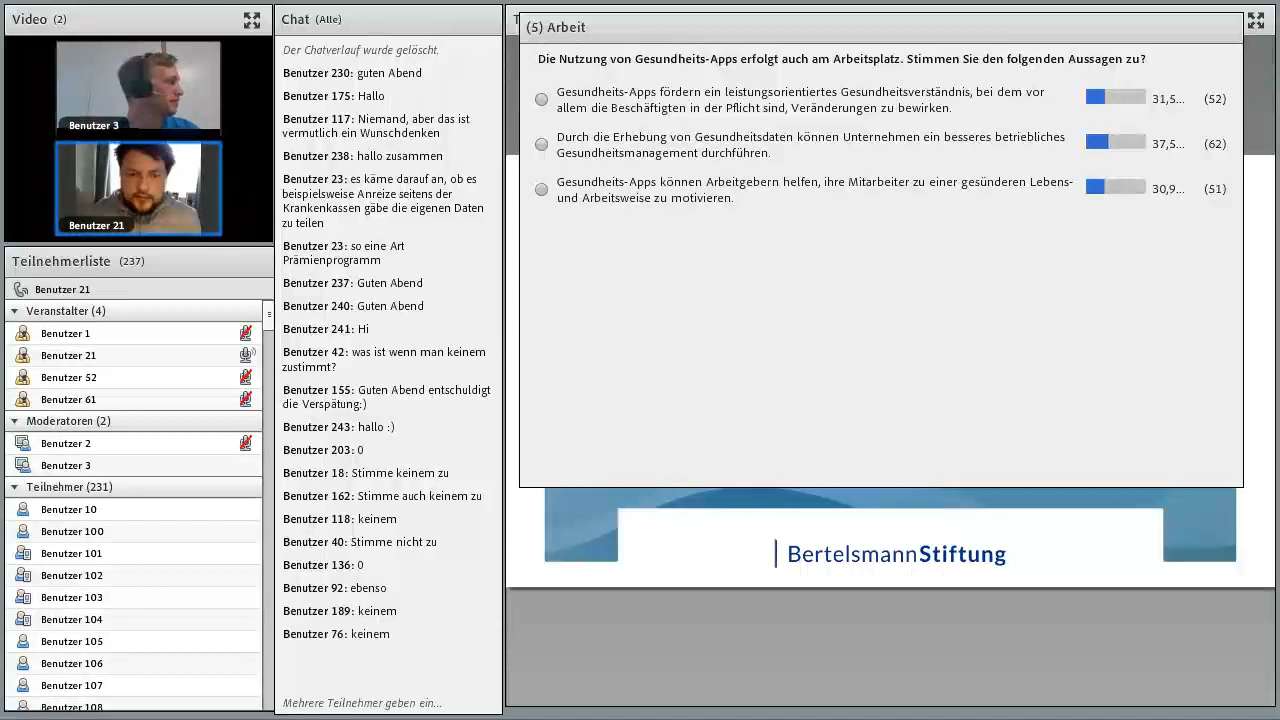 Video (2)
Benutzer 3
Benutzer 21
Teilnehmerliste (237)
Benutzer 21
Veranstalter (4)
Benutzer 1
Benutzer 21
Benutzer 52
Benutzer 61
Moderatoren (2)
Benutzer 2
Benutzer 3
Teilnehmer (231)
Benutzer 10
Benutzer 100
Benutzer 101
Benutzer 102
Benutzer 103
Benutzer 104
Benutzer 105
Benutzer 106
Benutzer 107
Benutzer 108
Chat (Alle)
Der Chatverlauf wurde gelöscht.
Benutzer 230: guten Abend
Benutzer 175: Hallo
Benutzer 117: Niemand, aber das ist
vermutlich ein Wunschdenken
Benutzer 238: hallo zusammen
Benutzer 23: es käme darauf an, ob es
beispielsweise Anreize seitens der
Krankenkassen gäbe die eigenen Daten
zu teilen
Benutzer 23: so eine Art
Prämienprogramm
Benutzer 237: Guten Abend
Benutzer 240: Guten Abend
Benutzer 241: Hi
Benutzer 42: was ist wenn man keinem
zustimmt?
Benutzer 155: Guten Abend entschuldigt
die Verspätung:)
Benutzer 243: hallo :)
Benutzer 203: 0
Benutzer 18: Stimme keinem zu
Benutzer 162: Stimme auch keinem zu
Benutzer 118: keinem
Benutzer 40: Stimme nicht zu
Benutzer 136: 0
Benutzer 92: ebenso
Benutzer 189: keinem
Benutzer 76: keinem
Mehrere Teilnehmer geben ein...
(5) Arbeit
Die Nutzung von Gesundheits-Apps erfolgt auch am Arbeitsplatz. Stimmen Sie den folgenden Aussagen zu?
Gesundheits-Apps fördern ein leistungsorientiertes Gesundheitsverständnis, bei dem vor
allem die Beschäftigten in der Pflicht sind, Veränderungen zu bewirken.
31,5... (52)
Durch die Erhebung von Gesundheitsdaten können Unternehmen ein besseres betriebliches
Gesundheitsmanagement durchführen.
37,5... (62)
Gesundheits-Apps können Arbeitgebern helfen, ihre Mitarbeiter zu einer gesünderen Lebens-
und Arbeitsweise zu motivieren.
30,9... (51)
BertelsmannStiftung